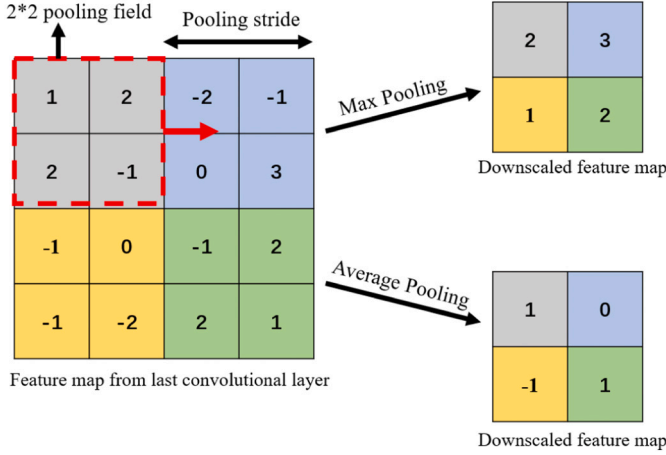 2*2 pooling field
Pooling stride
1 2 -2 -1
2 -1 0 3
-1 0 -1 2
-1 -2 2 1
Feature map from last convolutional layer
Max Pooling
2 3
1 2
Downscaled feature map
Average Pooling
1 0
-1 1
Downscaled feature map